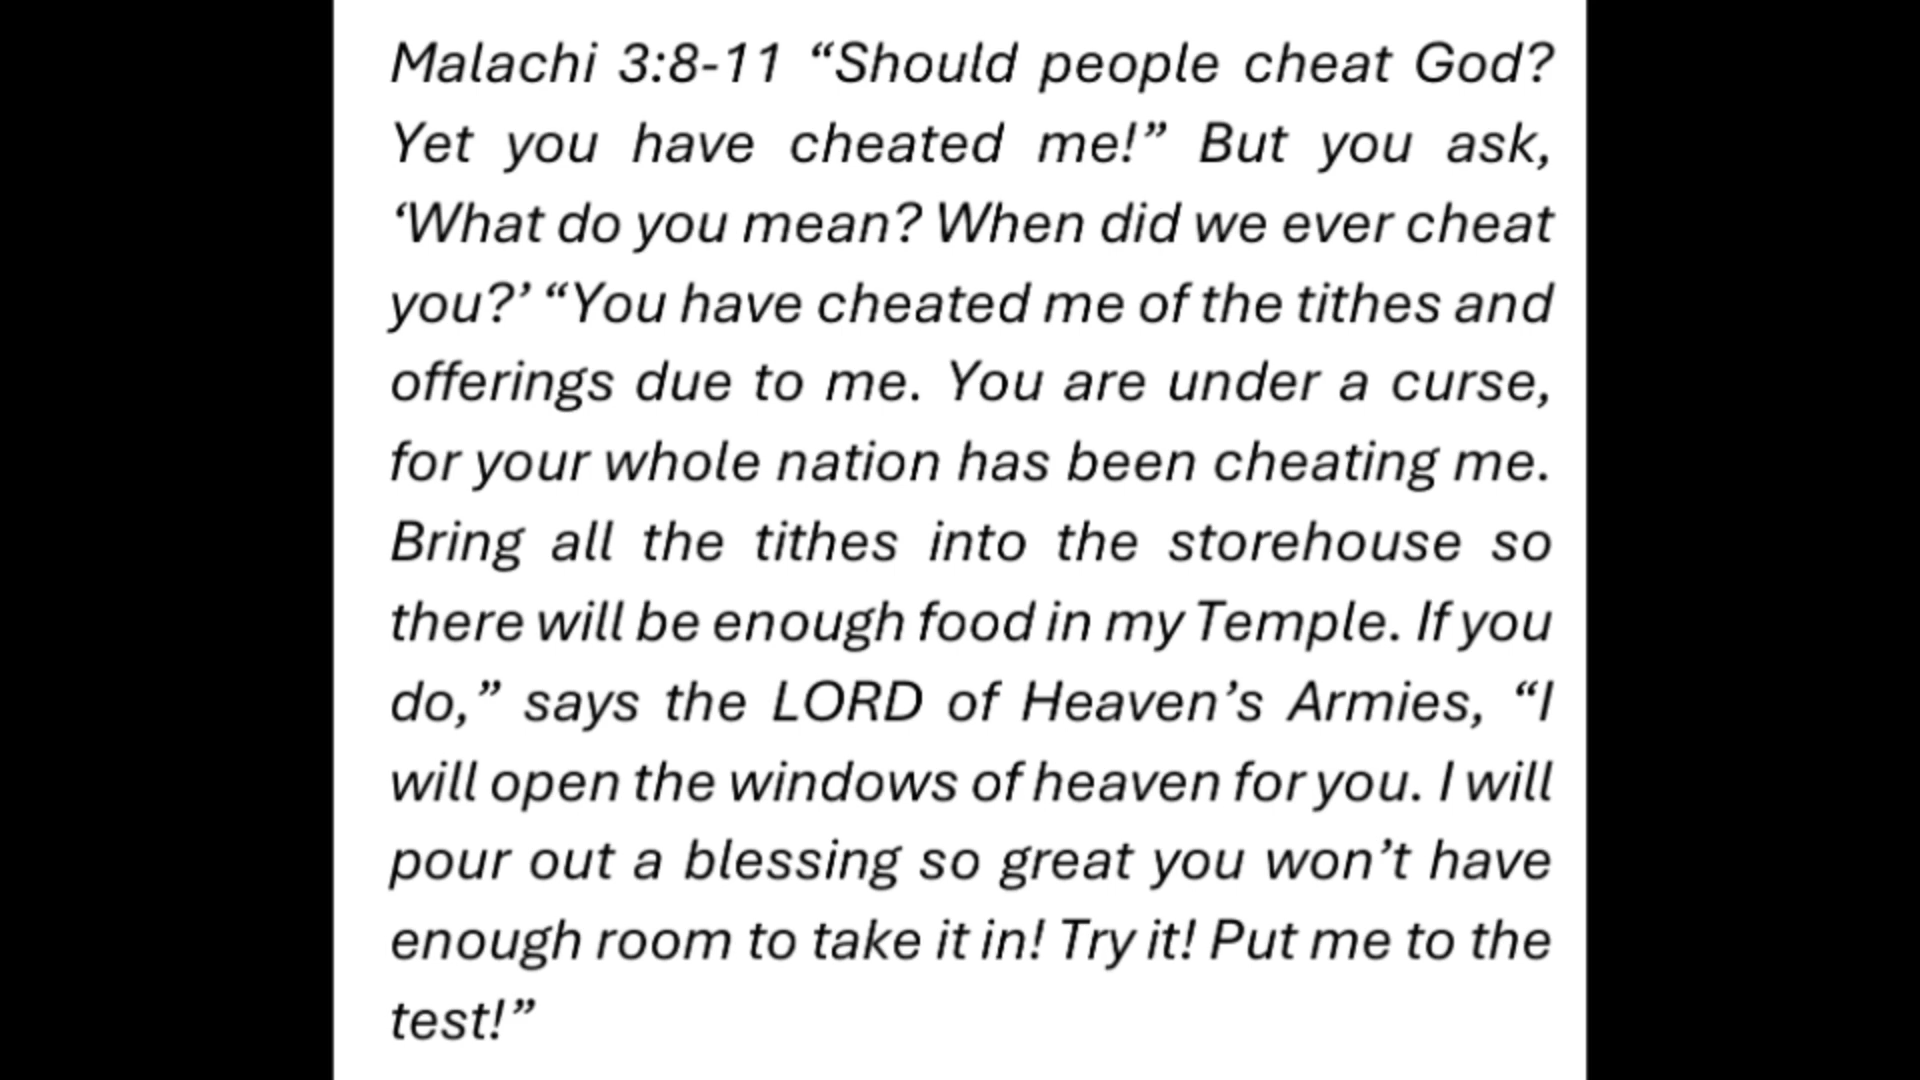 Malachi 3:8-11 “Should people cheat God?
Yet you have cheated me!” But you ask,
‘What do you mean? When did we ever cheat
you?’ “You have cheated me of the tithes and
offerings due to me. You are under a curse,
for your whole nation has been cheating me.
Bring all the tithes into the storehouse so
there will be enough food in my Temple. If you
do,” says the LORD of Heaven’s Armies, “I
will open the windows of heaven for you. I will
pour out a blessing so great you won’t have
enough room to take it in! Try it! Put me to the
test!”